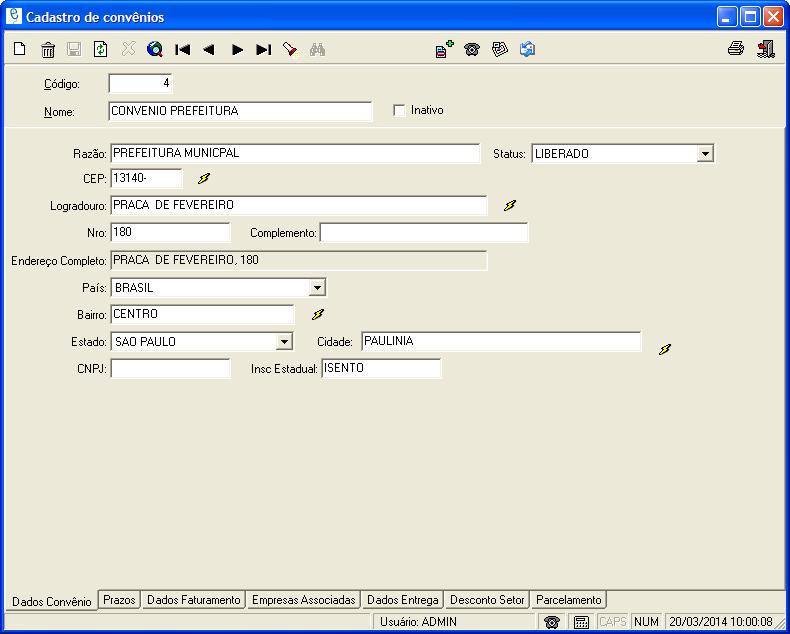 Cadastro de convênios
Código: 4
Nome: CONVENIO PREFEITURA Inativo
Razão: PREFEITURA MUNICPAL Status: LIBERADO
CEP: 13140-
Logradouro: PRACA DE FEVEREIRO
Nro: 180 Complemento:
Endereço Completo: PRACA DE FEVEREIRO, 180
País: BRASIL
Bairro: CENTRO
Estado: SAO PAULO Cidade: PAULINIA
CNPJ: Insc Estadual: ISENTO
Dados Convênio Prazos Dados Faturamento Empresas Associadas Dados Entrega Desconto Setor Parcelamento
Usuário: ADMIN CAPS NUM 20/03/2014 10:00:08